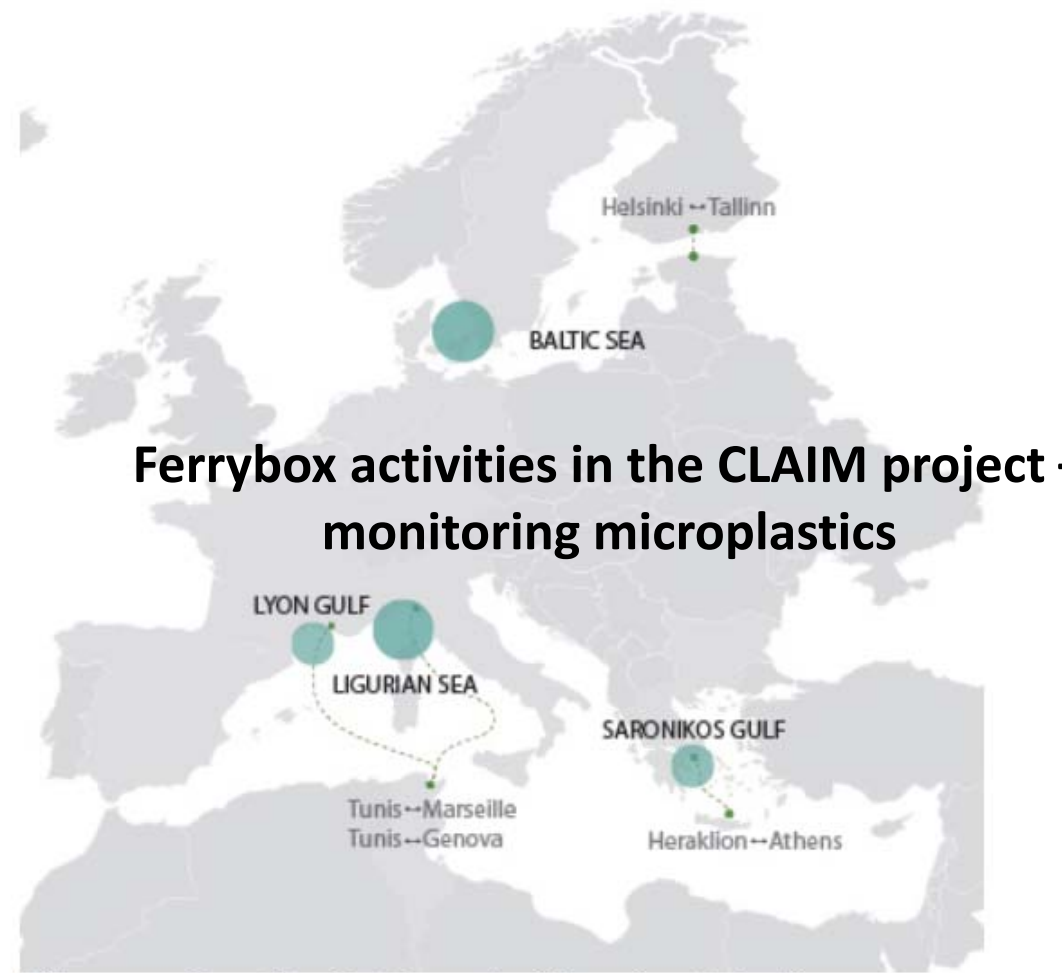 Helsinki ↔ Tallinn
BALTIC SEA
Ferrybox activities in the CLAIM project -
monitoring microplastics
LYON GULF
LIGURIAN SEA
SARONIKOS GULF
Tunis↔Marseille
Tunis↔Genova
Heraklion↔Athens